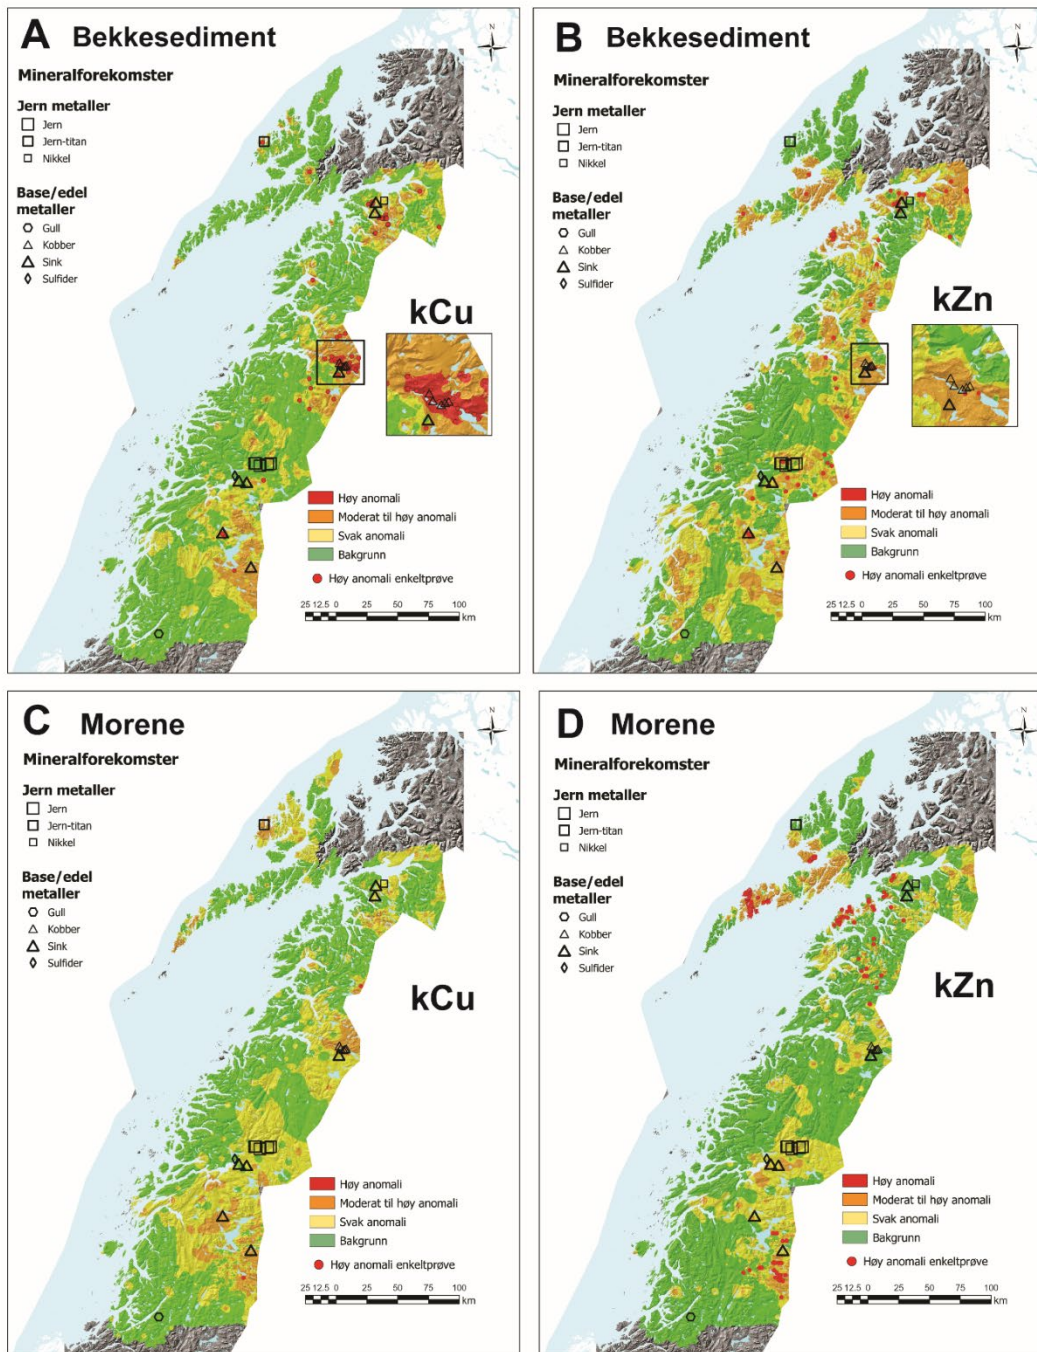 A Bekkesediment
N
Mineralforekomster
Jern metaller
Jern
Jern-titan
Nikkel
Base/edel
metaller
Gull
Kobber
Sink
Sulfider
kCu
Høy anomali
Moderat til høy anomali
Svak anomali
Bakgrunn
Høy anomali enkeltprøve
25 12.5 0 25 50 75 100
km
B Bekkesediment
N
Mineralforekomster
Jern metaller
Jern
Jern-titan
Nikkel
Base/edel
metaller
Gull
Kobber
Sink
Sulfider
kZn
Høy anomali
Moderat til høy anomali
Svak anomali
Bakgrunn
Høy anomali enkeltprøve
25 12.5 0 25 50 75 100
km
C Morene
N
Mineralforekomster
Jern metaller
Jern
Jern-titan
Nikkel
Base/edel
metaller
Gull
Kobber
Sink
Sulfider
kCu
Høy anomali
Moderat til høy anomali
Svak anomali
Bakgrunn
Høy anomali enkeltprøve
25 12.5 0 25 50 75 100
km
D Morene
N
Mineralforekomster
Jern metaller
Jern
Jern-titan
Nikkel
Base/edel
metaller
Gull
Kobber
Sink
Sulfider
kZn
Høy anomali
Moderat til høy anomali
Svak anomali
Bakgrunn
Høy anomali enkeltprøve
25 12.5 0 25 50 75 100
km